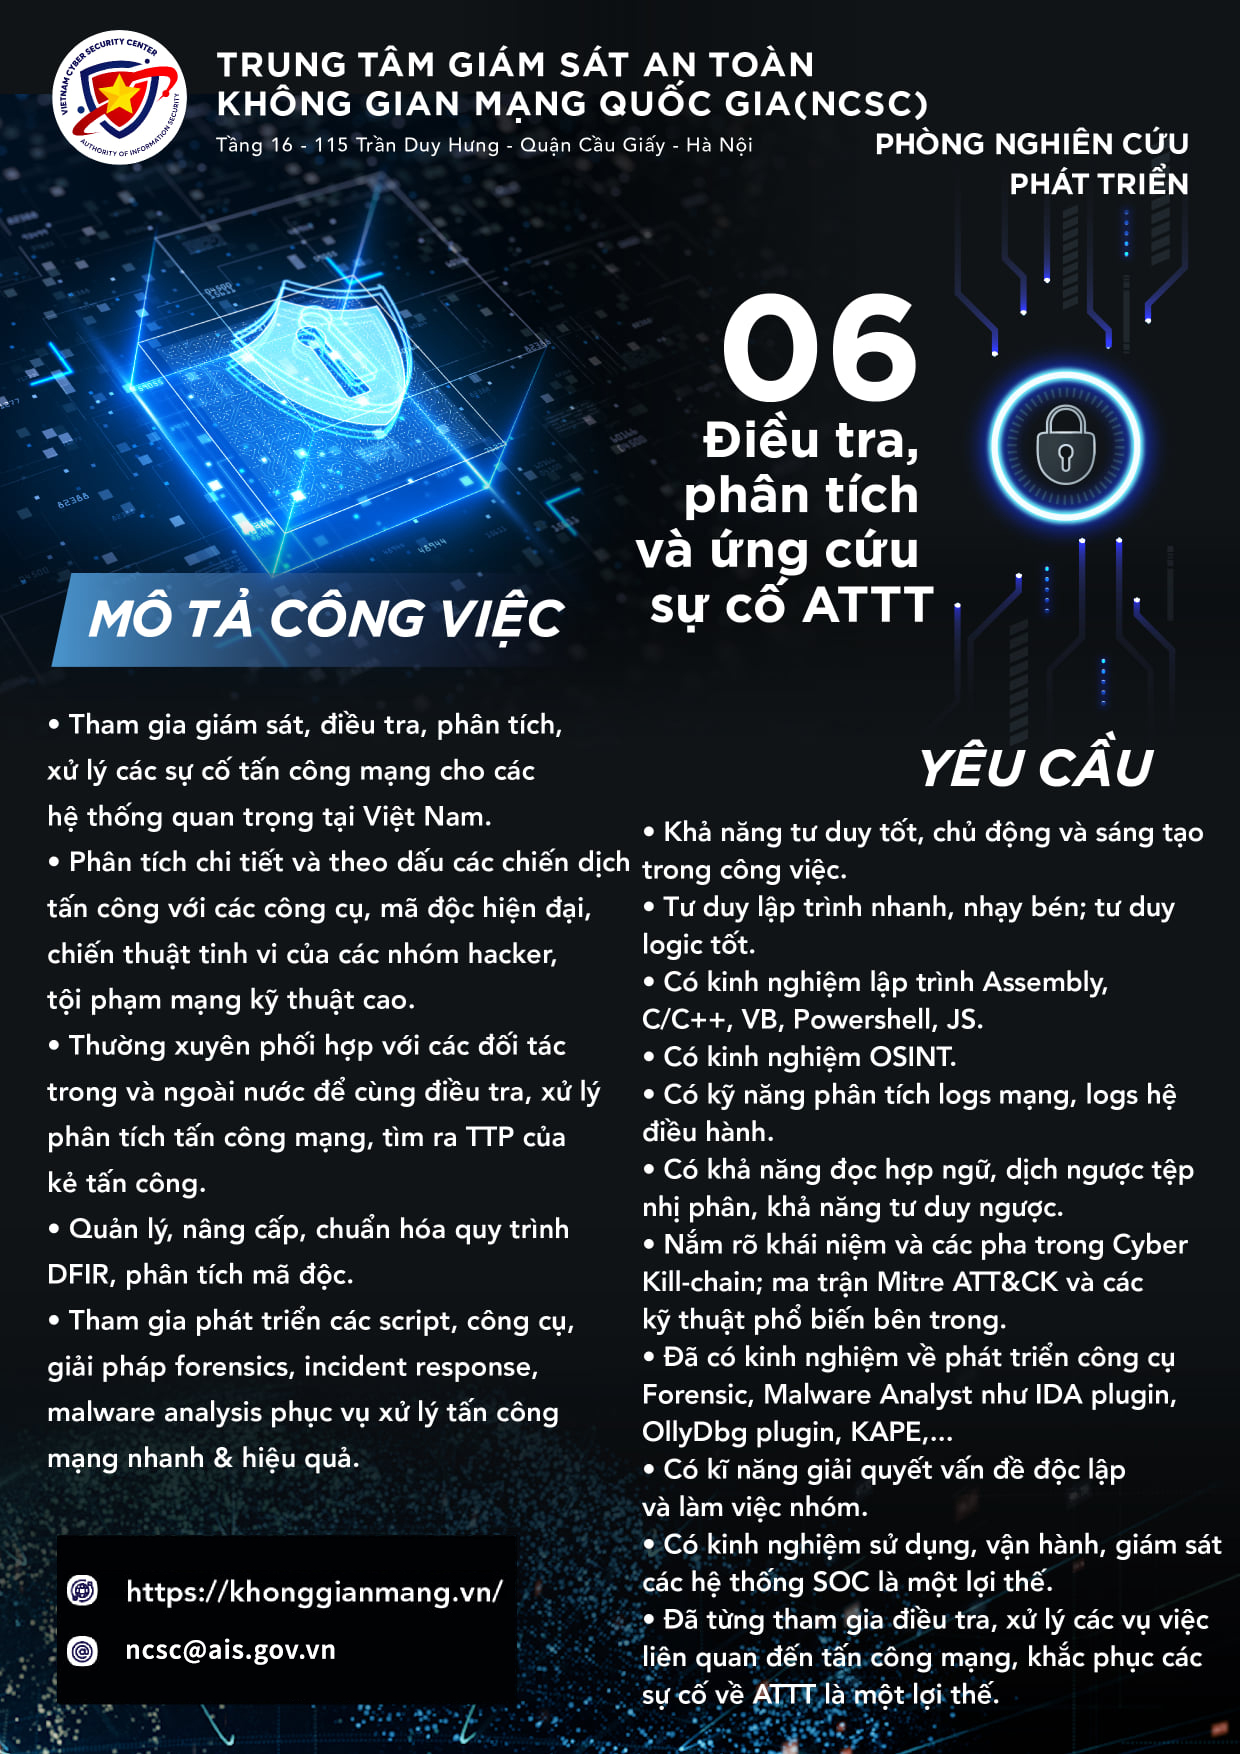 VIETNAM CYBER SECURITY CENTER
AUTHORITY OF INFORMATION SECURITY
TRUNG TÂM GIÁM SÁT AN TOÀN
KHÔNG GIAN MẠNG QUỐC GIA(NCSC)
Tầng 16 - 115 Trần Duy Hưng - Quận Cầu Giấy - Hà Nội
PHÒNG NGHIÊN CỨU
PHÁT TRIỂN
06
Điều tra,
phân tích
và ứng cứu
sự cố ATTT
MÔ TẢ CÔNG VIỆC
• Tham gia giám sát, điều tra, phân tích,
xử lý các sự cố tấn công mạng cho các
hệ thống quan trọng tại Việt Nam.
• Phân tích chi tiết và theo dấu các chiến dịch
tấn công với các công cụ, mã độc hiện đại,
chiến thuật tinh vi của các nhóm hacker,
tội phạm mạng kỹ thuật cao.
• Thường xuyên phối hợp với các đối tác
trong và ngoài nước để cùng điều tra, xử lý
phân tích tấn công mạng, tìm ra TTP của
kẻ tấn công.
• Quản lý, nâng cấp, chuẩn hóa quy trình
DFIR, phân tích mã độc.
• Tham gia phát triển các script, công cụ,
giải pháp forensics, incident response,
malware analysis phục vụ xử lý tấn công
mạng nhanh & hiệu quả.
https://khonggianmang.vn/
ncsc@ais.gov.vn
YÊU CẦU
• Khả năng tư duy tốt, chủ động và sáng tạo
trong công việc.
• Tư duy lập trình nhanh, nhạy bén; tư duy
logic tốt.
• Có kinh nghiệm lập trình Assembly,
C/C++, VB, Powershell, JS.
• Có kinh nghiệm OSINT.
• Có kỹ năng phân tích logs mạng, logs hệ
điều hành.
• Có khả năng đọc hợp ngữ, dịch ngược tệp
nhị phân, khả năng tư duy ngược.
• Nắm rõ khái niệm và các pha trong Cyber
Kill-chain; ma trận Mitre ATT&CK và các
kỹ thuật phổ biến bên trong.
• Đã có kinh nghiệm về phát triển công cụ
Forensic, Malware Analyst như IDA plugin,
OllyDbg plugin, KAPE,...
• Có kĩ năng giải quyết vấn đề độc lập
và làm việc nhóm.
• Có kinh nghiệm sử dụng, vận hành, giám sát
các hệ thống SOC là một lợi thế.
• Đã từng tham gia điều tra, xử lý các vụ việc
liên quan đến tấn công mạng, khắc phục các
sự cố về ATTT là một lợi thế.